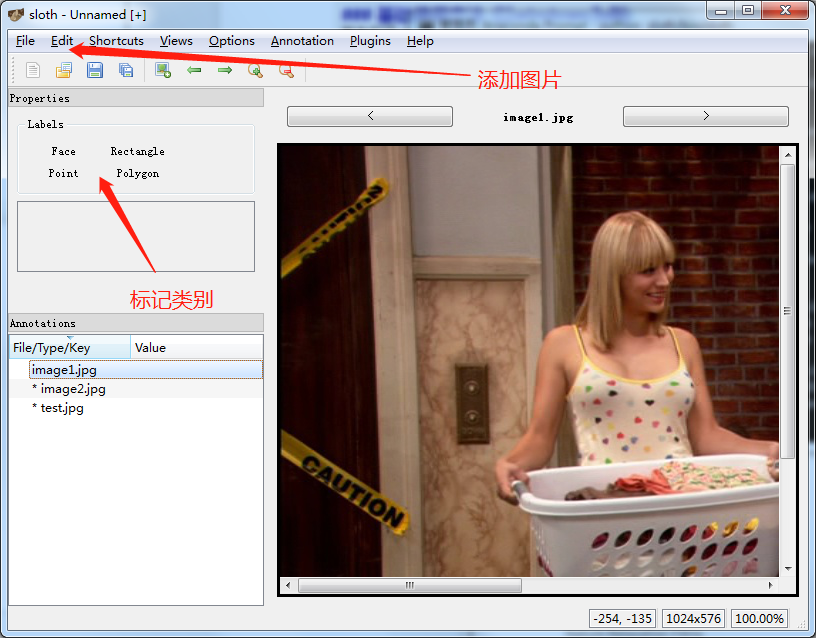 sloth - Unnamed [+]
File Edit Shortcuts Views Options Annotation Plugins Help
添加图片
Properties
Labels
Face Rectangle
Point Polygon
标记类别
Annotations
File/Type/Key Value
image1.jpg
* image2.jpg
* test.jpg
< image1.jpg >
CAUTION
CAUTION
-254, -135 1024x576 100.00%